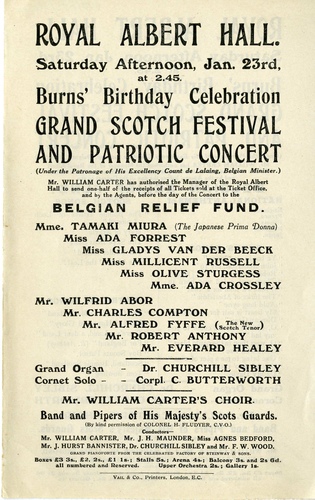 ROYAL ALBERT HALL.
Saturday Afternoon, Jan. 23rd,
at 2.45.
Burns' Birthday Celebration
GRAND SCOTCH FESTIVAL
AND PATRIOTIC CONCERT
(Under the Patronage of His Excellency Count de Lalaing, Belgian Minister.)
Mr. WILLIAM CARTER has authorised the Manager of the Royal Albert
Hall to send one-half of the receipts of all Tickets sold at the Ticket Office,
and by the Agents, before the day of the Concert to the
BELGIAN RELIEF FUND.
Mme. TAMAKI MIURA (The Japanese Prima Donna)
Miss ADA FORREST
Miss GLADYS VAN DER BEECK
Miss MILLICENT RUSSELL
Miss OLIVE STURGESS
Mme. ADA CROSSLEY
Mr. WILFRID ABOR
Mr. CHARLES COMPTON
Mr. ALFRED FYFFE (The New Scotch Tenor)
Mr. ROBERT ANTHONY
Mr. EVERARD HEALEY
Grand Organ - Dr. CHURCHILL SIBLEY
Cornet Solo - - Corpl. C. BUTTERWORTH
Mr. WILLIAM CARTER'S CHOIR.
Band and Pipers of His Majesty's Scots Guards.
(By kind permission of COLONEL H. FLUDYER, C.V.O.)
Conductors—
Mr. WILLIAM CARTER, Mr. J. H. MAUNDER, Miss AGNES BEDFORD,
Mr. J. HURST BANNISTER, Dr. CHURCHILL SIBLEY and Mr. F. W. WOOD.
GRAND PIANOFORTE FROM THE CELEBRATED FACTORY OF STEINWAY & SONS.
Boxes £3 3s., £2 2s., £1 1s.; Stalls 5s.; Arena 4s.; Balcony 3s. and 2s. 6d.
all numbered and Reserved. Upper Orchestra 2s.; Gallery 1s.
Vail & Co., Printers, London, E.C.